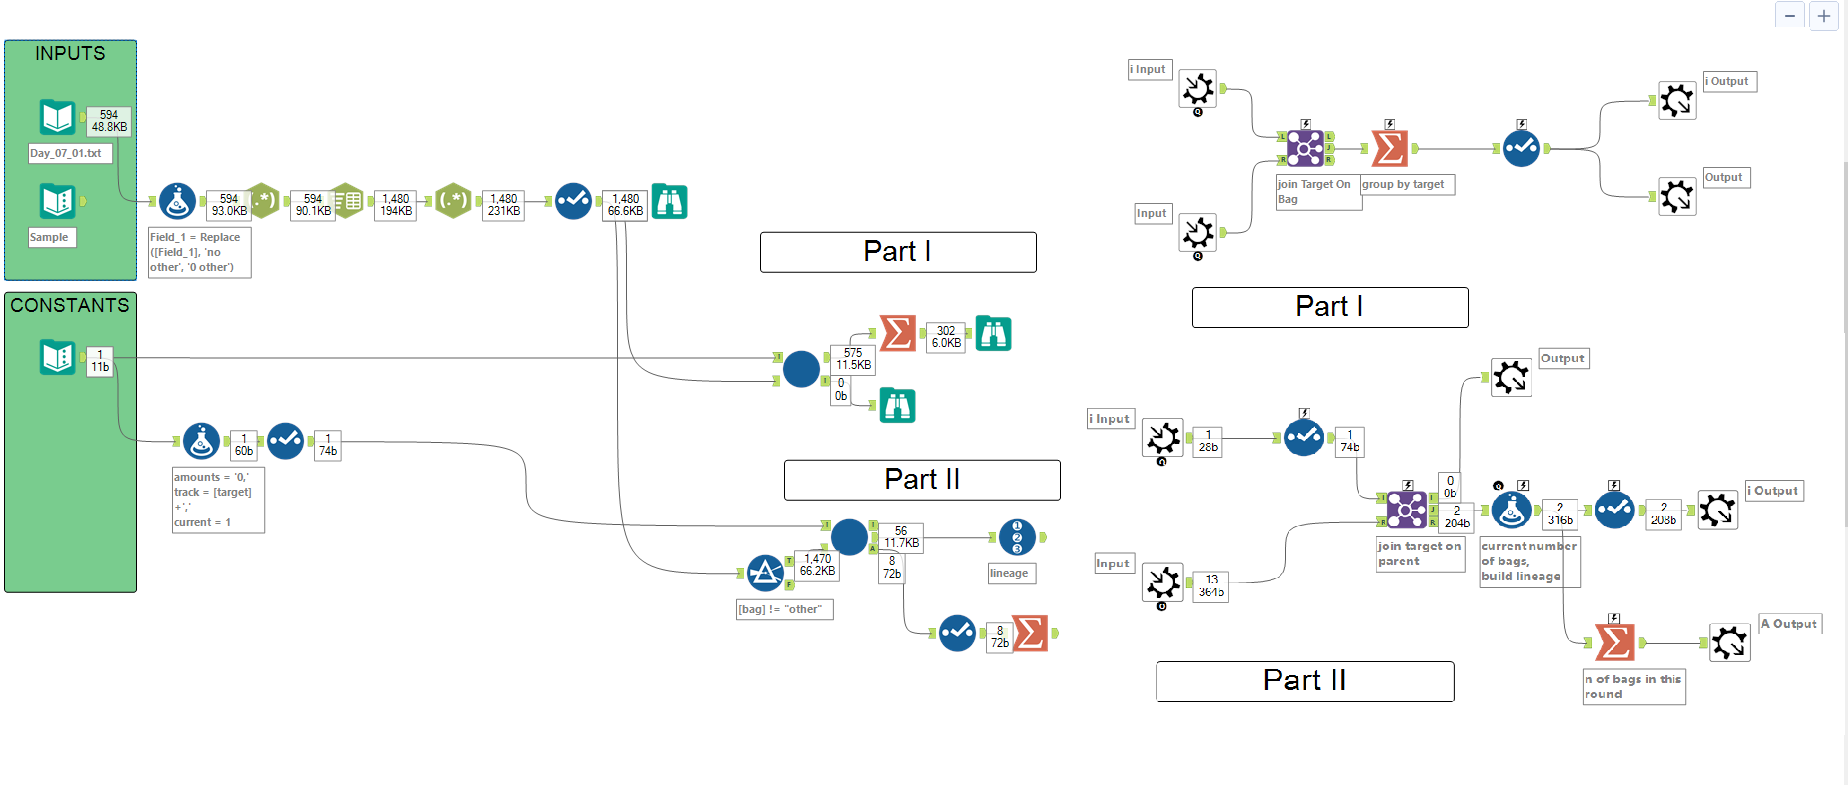 INPUTS
594
48.8KB
Day_07_01.txt
Sample
594
93.0KB
(.*)
594
90.1KB
1,480
194KB
(.*)
1,480
231KB
1,480
66.6KB
Field_1 = Replace
([Field_1], 'no
other', '0 other')
CONSTANTS
1
11b
1
60b
1
74b
amounts = '0,'
track = [target]
+','
current = 1
Part I
575
11.5KB
0
0b
302
6.0KB
Part II
56
11.7KB
8
72b
1
2
3
lineage
T
F
1,470
66.2KB
[bag] != "other"
8
72b
i Input
Input
L
R
L
J
R
join Target On
Bag
group by target
i Output
Output
Part I
Output
i Input
1
28b
1
74b
Input
13
364b
0
0b
2
204b
join target on
parent
2
316b
2
208b
current number
of bags,
build lineage
i Output
A Output
n of bags in this
round
Part II